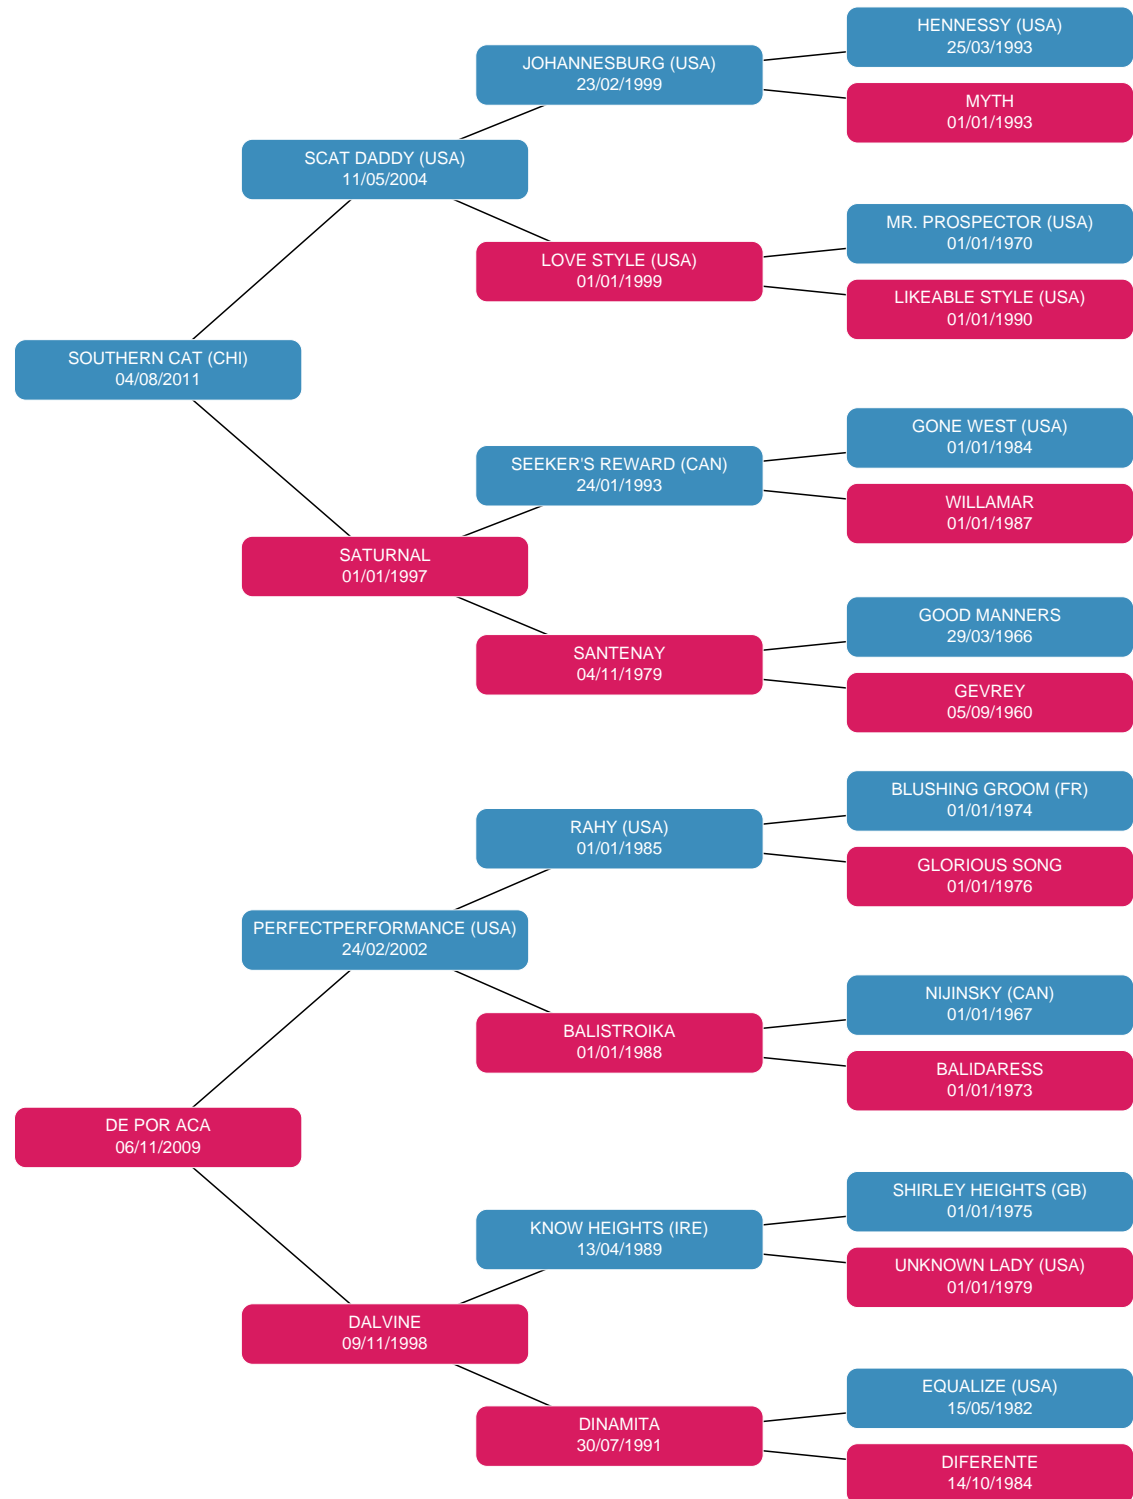 HENNESSY (USA)
25/03/1993
JOHANNESBURG (USA)
23/02/1999
MYTH
01/01/1993
SCAT DADDY (USA)
11/05/2004
MR. PROSPECTOR (USA)
01/01/1970
LOVE STYLE (USA)
01/01/1999
LIKEABLE STYLE (USA)
01/01/1990
SOUTHERN CAT (CHI)
04/08/2011
GONE WEST (USA)
01/01/1984
SEEKER'S REWARD (CAN)
24/01/1993
WILLAMAR
01/01/1987
SATURNAL
01/01/1997
GOOD MANNERS
29/03/1966
SANTENAY
04/11/1979
GEVREY
05/09/1960
BLUSHING GROOM (FR)
01/01/1974
RAHY (USA)
01/01/1985
GLORIOUS SONG
01/01/1976
PERFECTPERFORMANCE (USA)
24/02/2002
NIJINSKY (CAN)
01/01/1967
BALISTROIKA
01/01/1988
BALIDARESS
01/01/1973
DE POR ACA
06/11/2009
SHIRLEY HEIGHTS (GB)
01/01/1975
KNOW HEIGHTS (IRE)
13/04/1989
UNKNOWN LADY (USA)
01/01/1979
DALVINE
09/11/1998
EQUALIZE (USA)
15/05/1982
DINAMITA
30/07/1991
DIFERENTE
14/10/1984